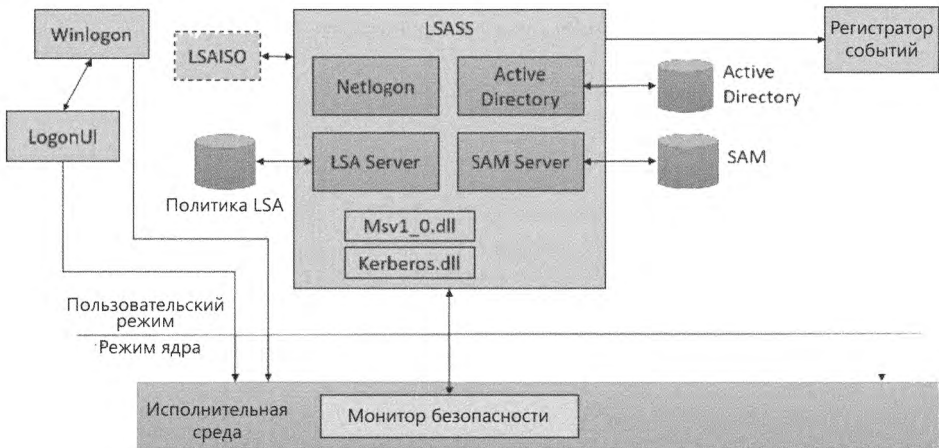 Winlogon
LogonUI
LSAISO
LSASS
Netlogon
Active
Directory
LSA Server
SAM Server
Msv1_0.dll
Kerberos.dll
Политика LSA
Active
Directory
SAM
Регистратор
событий
Пользовательский
режим
Режим ядра
Исполнительная
среда
Монитор безопасности